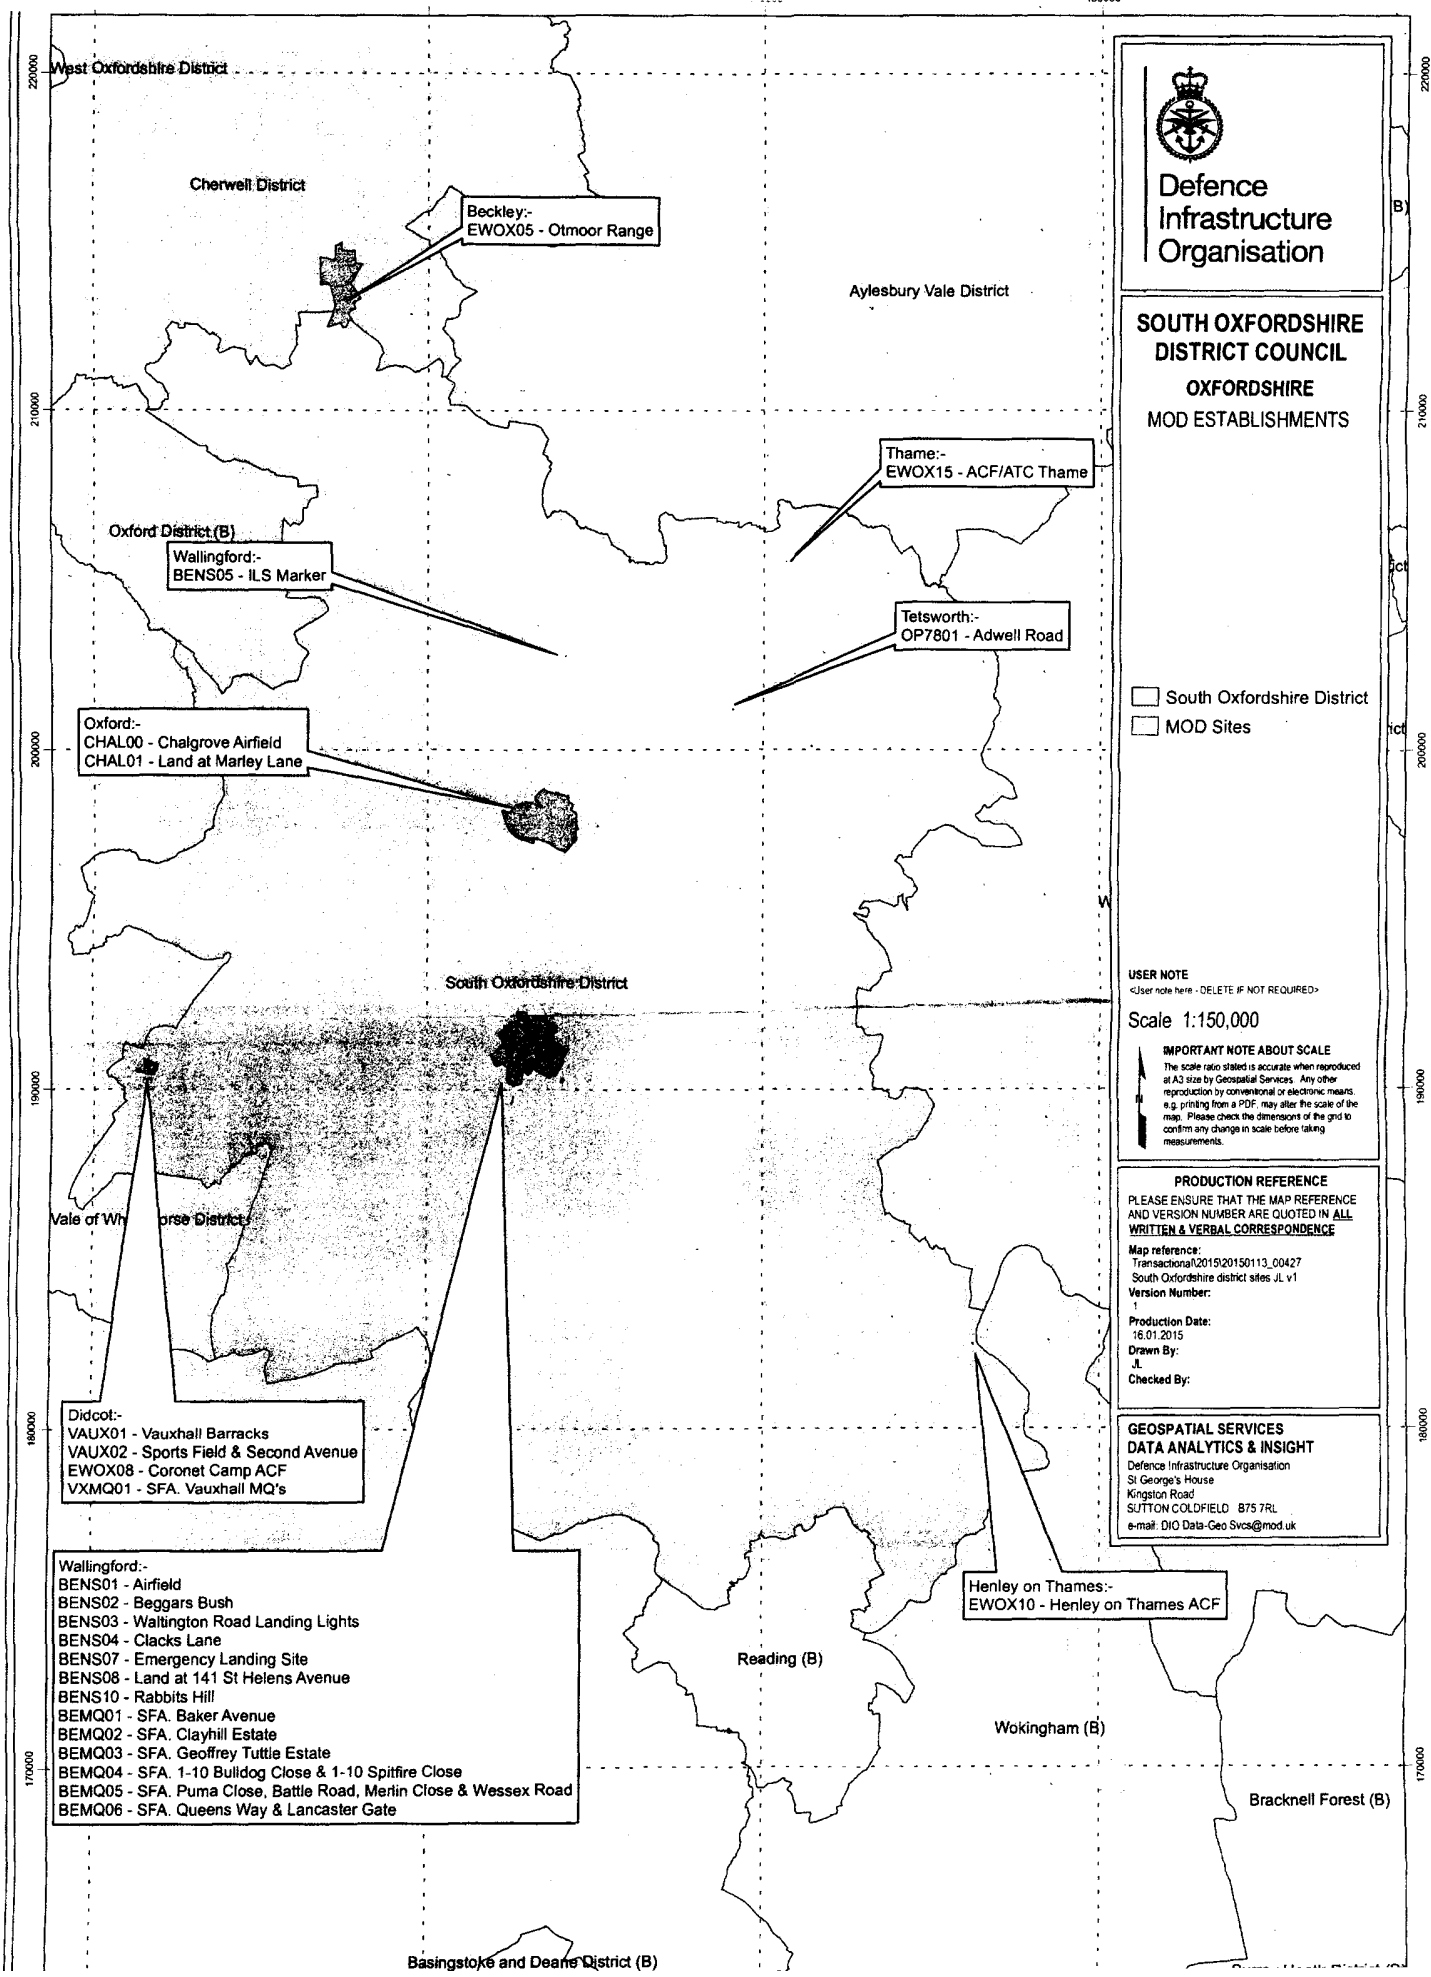 West Oxfordshire District
Cherwell District
Beckley:-
EWOX05 - Otmoor Range
Aylesbury Vale District
Thame:-
EWOX15 - ACF/ATC Thame
Oxford District (B)
Wallingford:-
BENS05 - ILS Marker
Tetsworth:-
OP7801 - Adwell Road
Oxford:-
CHAL00 - Chalgrove Airfield
CHAL01 - Land at Marley Lane
South Oxfordshire District
Vale of Wh orse District
Didcot:-
VAUX01 - Vauxhall Barracks
VAUX02 - Sports Field & Second Avenue
EWOX08 - Coronet Camp ACF
VXMQ01 - SFA. Vauxhall MQ's
Wallingford:-
BENS01 - Airfield
BENS02 - Beggars Bush
BENS03 - Waltington Road Landing Lights
BENS04 - Clacks Lane
BENS07 - Emergency Landing Site
BENS08 - Land at 141 St Helens Avenue
BENS10 - Rabbits Hill
BEMQ01 - SFA. Baker Avenue
BEMQ02 - SFA. Clayhill Estate
BEMQ03 - SFA. Geoffrey Tuttle Estate
BEMQ04 - SFA. 1-10 Bulldog Close & 1-10 Spitfire Close
BEMQ05 - SFA. Puma Close, Battle Road, Merlin Close & Wessex Road
BEMQ06 - SFA. Queens Way & Lancaster Gate
Henley on Thames:-
EWOX10 - Henley on Thames ACF
Reading (B)
Wokingham (B)
Bracknell Forest (B)
Basingstoke and Deane District (B)
220000
210000
200000
190000
180000
170000
220000
210000
200000
190000
180000
170000
B)
ict
rict
W
Defence
Infrastructure
Organisation
SOUTH OXFORDSHIRE
DISTRICT COUNCIL
OXFORDSHIRE
MOD ESTABLISHMENTS
South Oxfordshire District
MOD Sites
USER NOTE
<User note here - DELETE IF NOT REQUIRED>
Scale 1:150,000
N
IMPORTANT NOTE ABOUT SCALE
The scale ratio stated is accurate when reproduced
at A3 size by Geospatial Services. Any other
reproduction by conventional or electronic means,
e.g. printing from a PDF, may alter the scale of the
map. Please check the dimensions of the grid to
confirm any change in scale before taking
measurements.
PRODUCTION REFERENCE
PLEASE ENSURE THAT THE MAP REFERENCE
AND VERSION NUMBER ARE QUOTED IN ALL
WRITTEN & VERBAL CORRESPONDENCE
Map reference:
Transactional\2015\20150113_00427
South Oxfordshire district sites JL v1
Version Number:
1
Production Date:
16.01.2015
Drawn By:
JL
Checked By:
GEOSPATIAL SERVICES
DATA ANALYTICS & INSIGHT
Defence Infrastructure Organisation
St George's House
Kingston Road
SUTTON COLDFIELD B75 7RL
e-mail: DIO Data-Geo Svcs@mod.uk